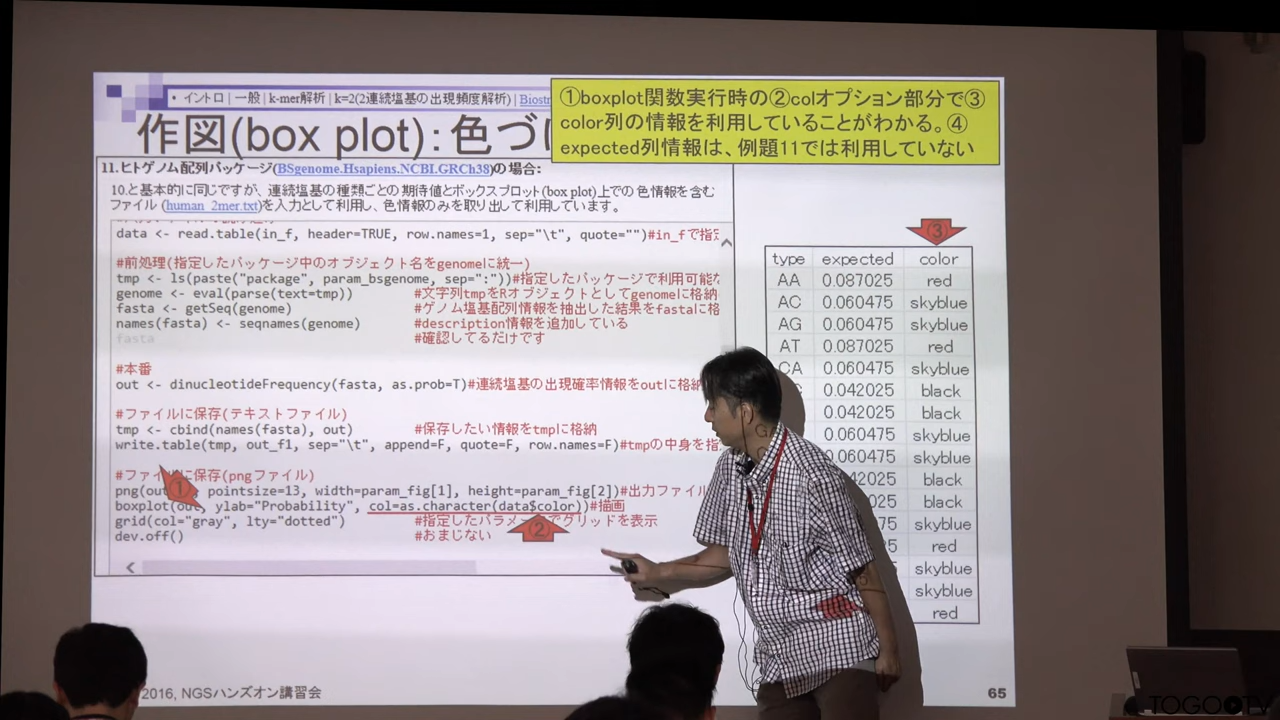 • イントロ | 一般 | k-mer解析 | k=2(2連続塩基の出現頻度解析) | Biostr
作図(box plot)：色づけ
①boxplot関数実行時の②colオプション部分で③
color列の情報を利用していることがわかる。④
expected列情報は、例題11では利用していない
11.ヒトゲノム配列パッケージ(BSgenome.Hsapiens.NCBI.GRCh38)の場合:
10.と基本的に同じですが、連続塩基の種類ごとの期待値とボックスプロット(box plot)上での色情報を含む
ファイル (human_2mer.txt)を入力として利用し、色情報のみを取り出して利用しています。
data <- read.table(in_f, header=TRUE, row.names=1, sep="\t", quote="")#in_fで指定
#前処理(指定したパッケージ中のオブジェクト名をgenomeに統一)
tmp <- ls(paste("package", param_bsgenome, sep=":"))#指定したパッケージで利用可能な
genome <- eval(parse(text=tmp)) #文字列tmpをRオブジェクトとしてgenomeに格納
fasta <- getSeq(genome) #ゲノム塩基配列情報を抽出した結果をfastaに格
names(fasta) <- seqnames(genome) #description情報を追加している
fasta #確認してるだけです
#本番
out <- dinucleotideFrequency(fasta, as.prob=T)#連続塩基の出現確率情報をoutに格納
#ファイルに保存(テキストファイル)
tmp <- cbind(names(fasta), out) #保存したい情報をtmpに格納
write.table(tmp, out_f1, sep="\t", append=F, quote=F, row.names=F)#tmpの中身を指
#ファイルに保存(pngファイル)
png(out pointsize=13, width=param_fig[1], height=param_fig[2])#出力ファイル
boxplot(out, ylab="Probability", col=as.character(data$color))#描画
grid(col="gray", lty="dotted") #指定したパラメータでグリッドを表示
dev.off() #おまじない
①
②
③
type expected color
AA 0.087025 red
AC 0.060475 skyblue
AG 0.060475 skyblue
AT 0.087025 red
CA 0.060475 skyblue
0.042025 black
0.042025 black
0.060475 skyblue
0.060475 skyblue
42025 black
black
skyblue
5 red
skyblue
skyblue
red
2016, NGSハンズオン講習会
65
TOGOTV